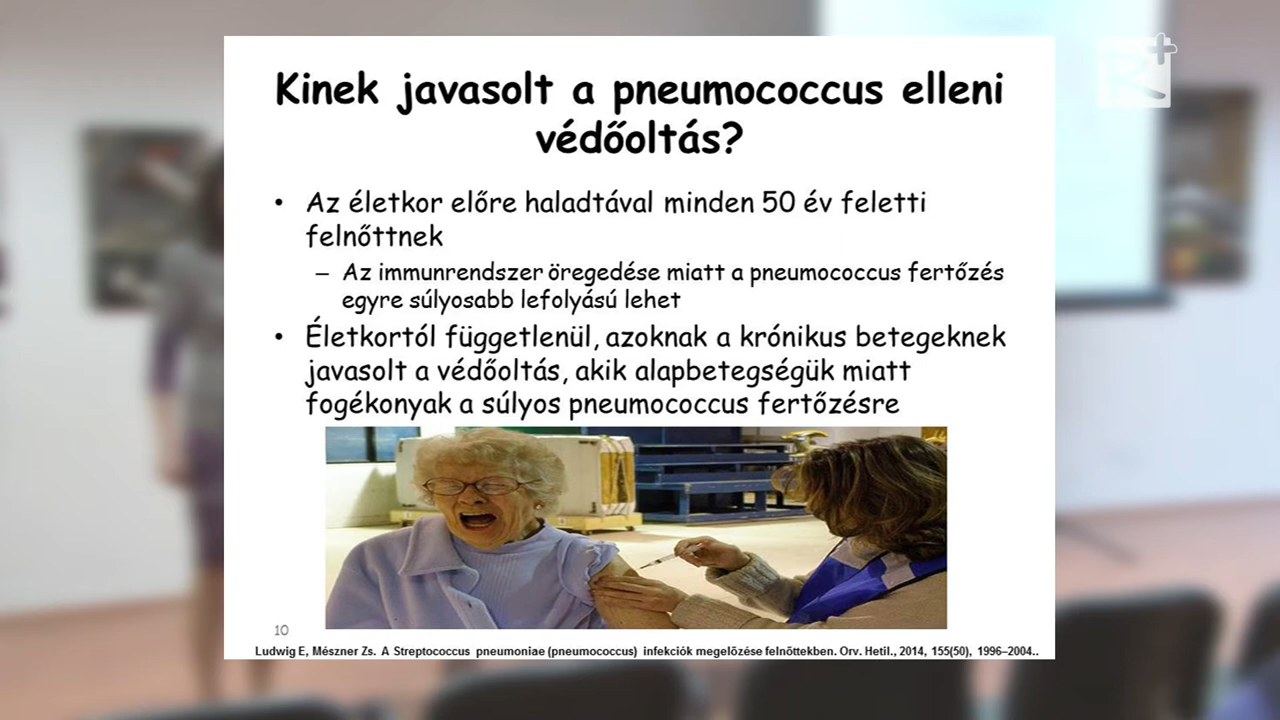 R+
Kinek javasolt a pneumococcus elleni
védőoltás?
• Az életkor előre haladtával minden 50 év feletti
felnőttnek
– Az immunrendszer öregedése miatt a pneumococcus fertőzés
egyre súlyosabb lefolyású lehet
• Életkortól függetlenül, azoknak a krónikus betegeknek
javasolt a védőoltás, akik alapbetegségük miatt
fogékonyak a súlyos pneumococcus fertőzésre
10
Ludwig E, Mészner Zs. A Streptococcus pneumoniae (pneumococcus) infekciók megelőzése felnőttekben. Orv. Hetil., 2014, 155(50), 1996–2004..